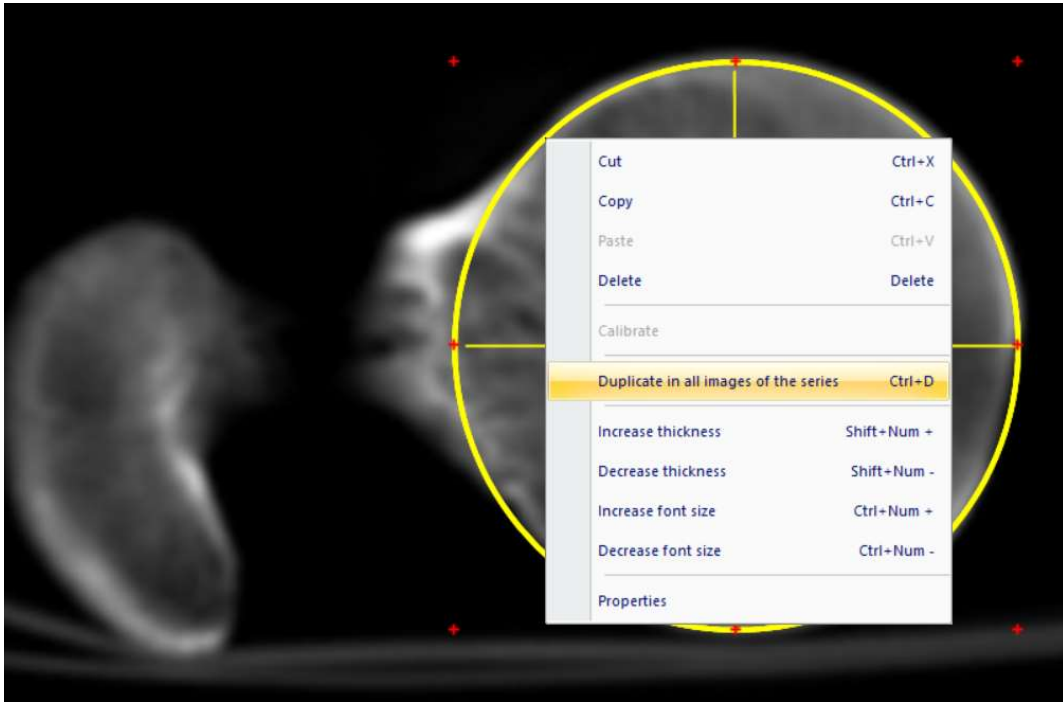 Cut Ctrl+X
Copy Ctrl+C
Paste Ctrl+V
Delete Delete
Calibrate
Duplicate in all images of the series Ctrl+D
Increase thickness Shift+Num +
Decrease thickness Shift+Num -
Increase font size Ctrl+Num +
Decrease font size Ctrl+Num -
Properties